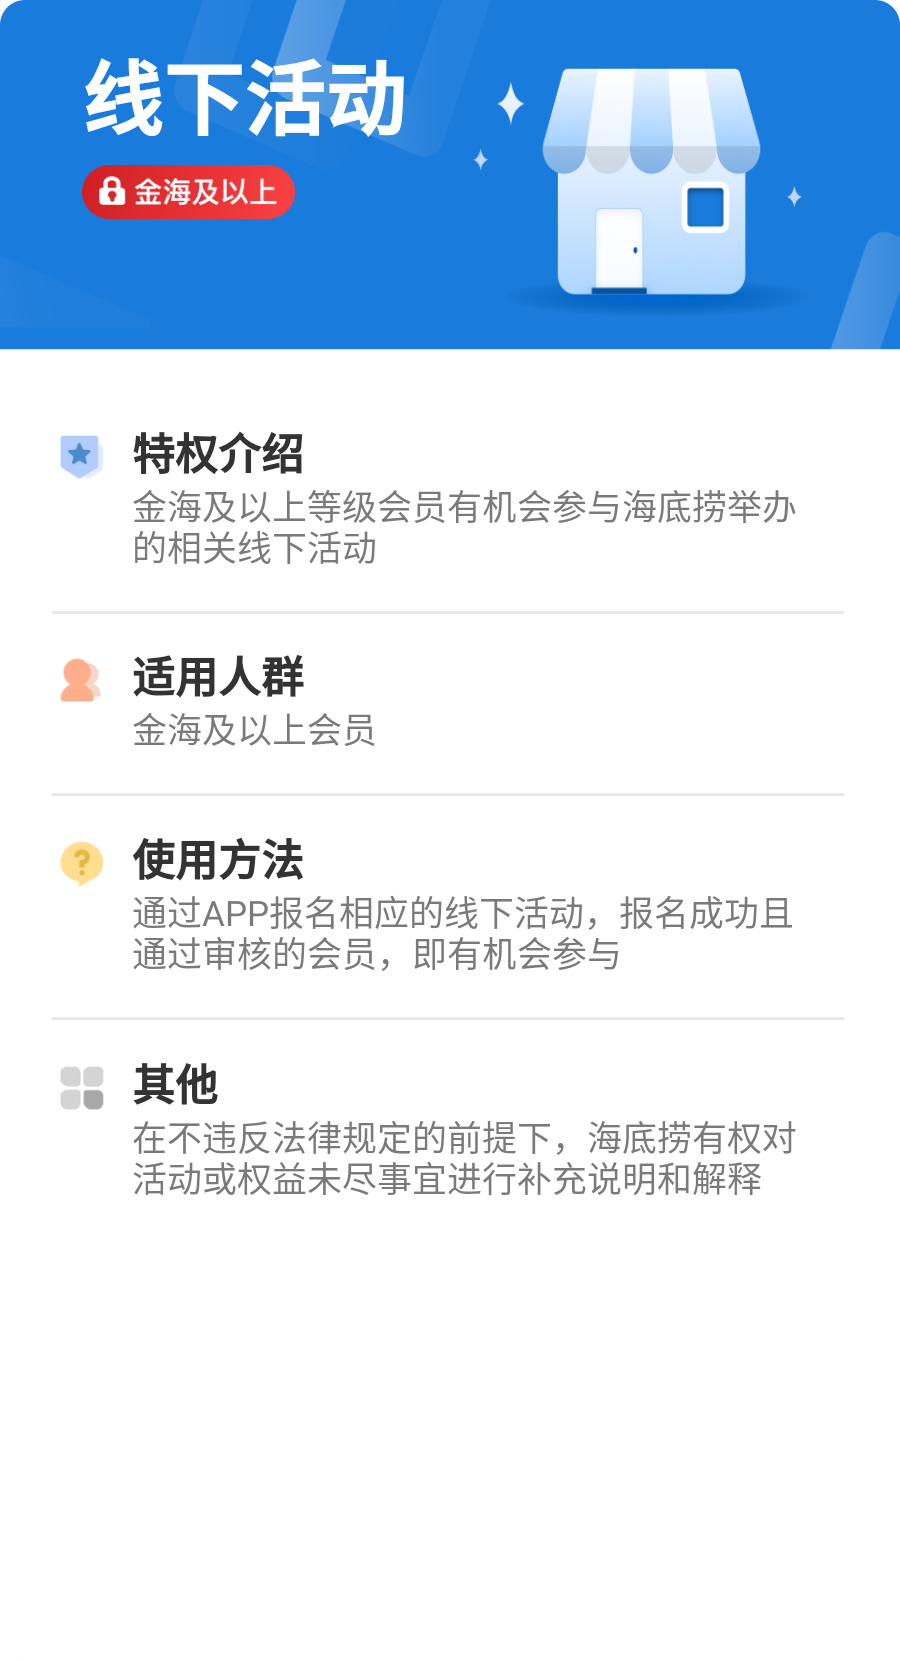 线下活动
金海及以上
特权介绍
金海及以上等级会员有机会参与海底捞举办
的相关线下活动
适用人群
金海及以上会员
使用方法
通过APP报名相应的线下活动，报名成功且
通过审核的会员，即有机会参与
其他
在不违反法律规定的前提下，海底捞有权对
活动或权益未尽事宜进行补充说明和解释